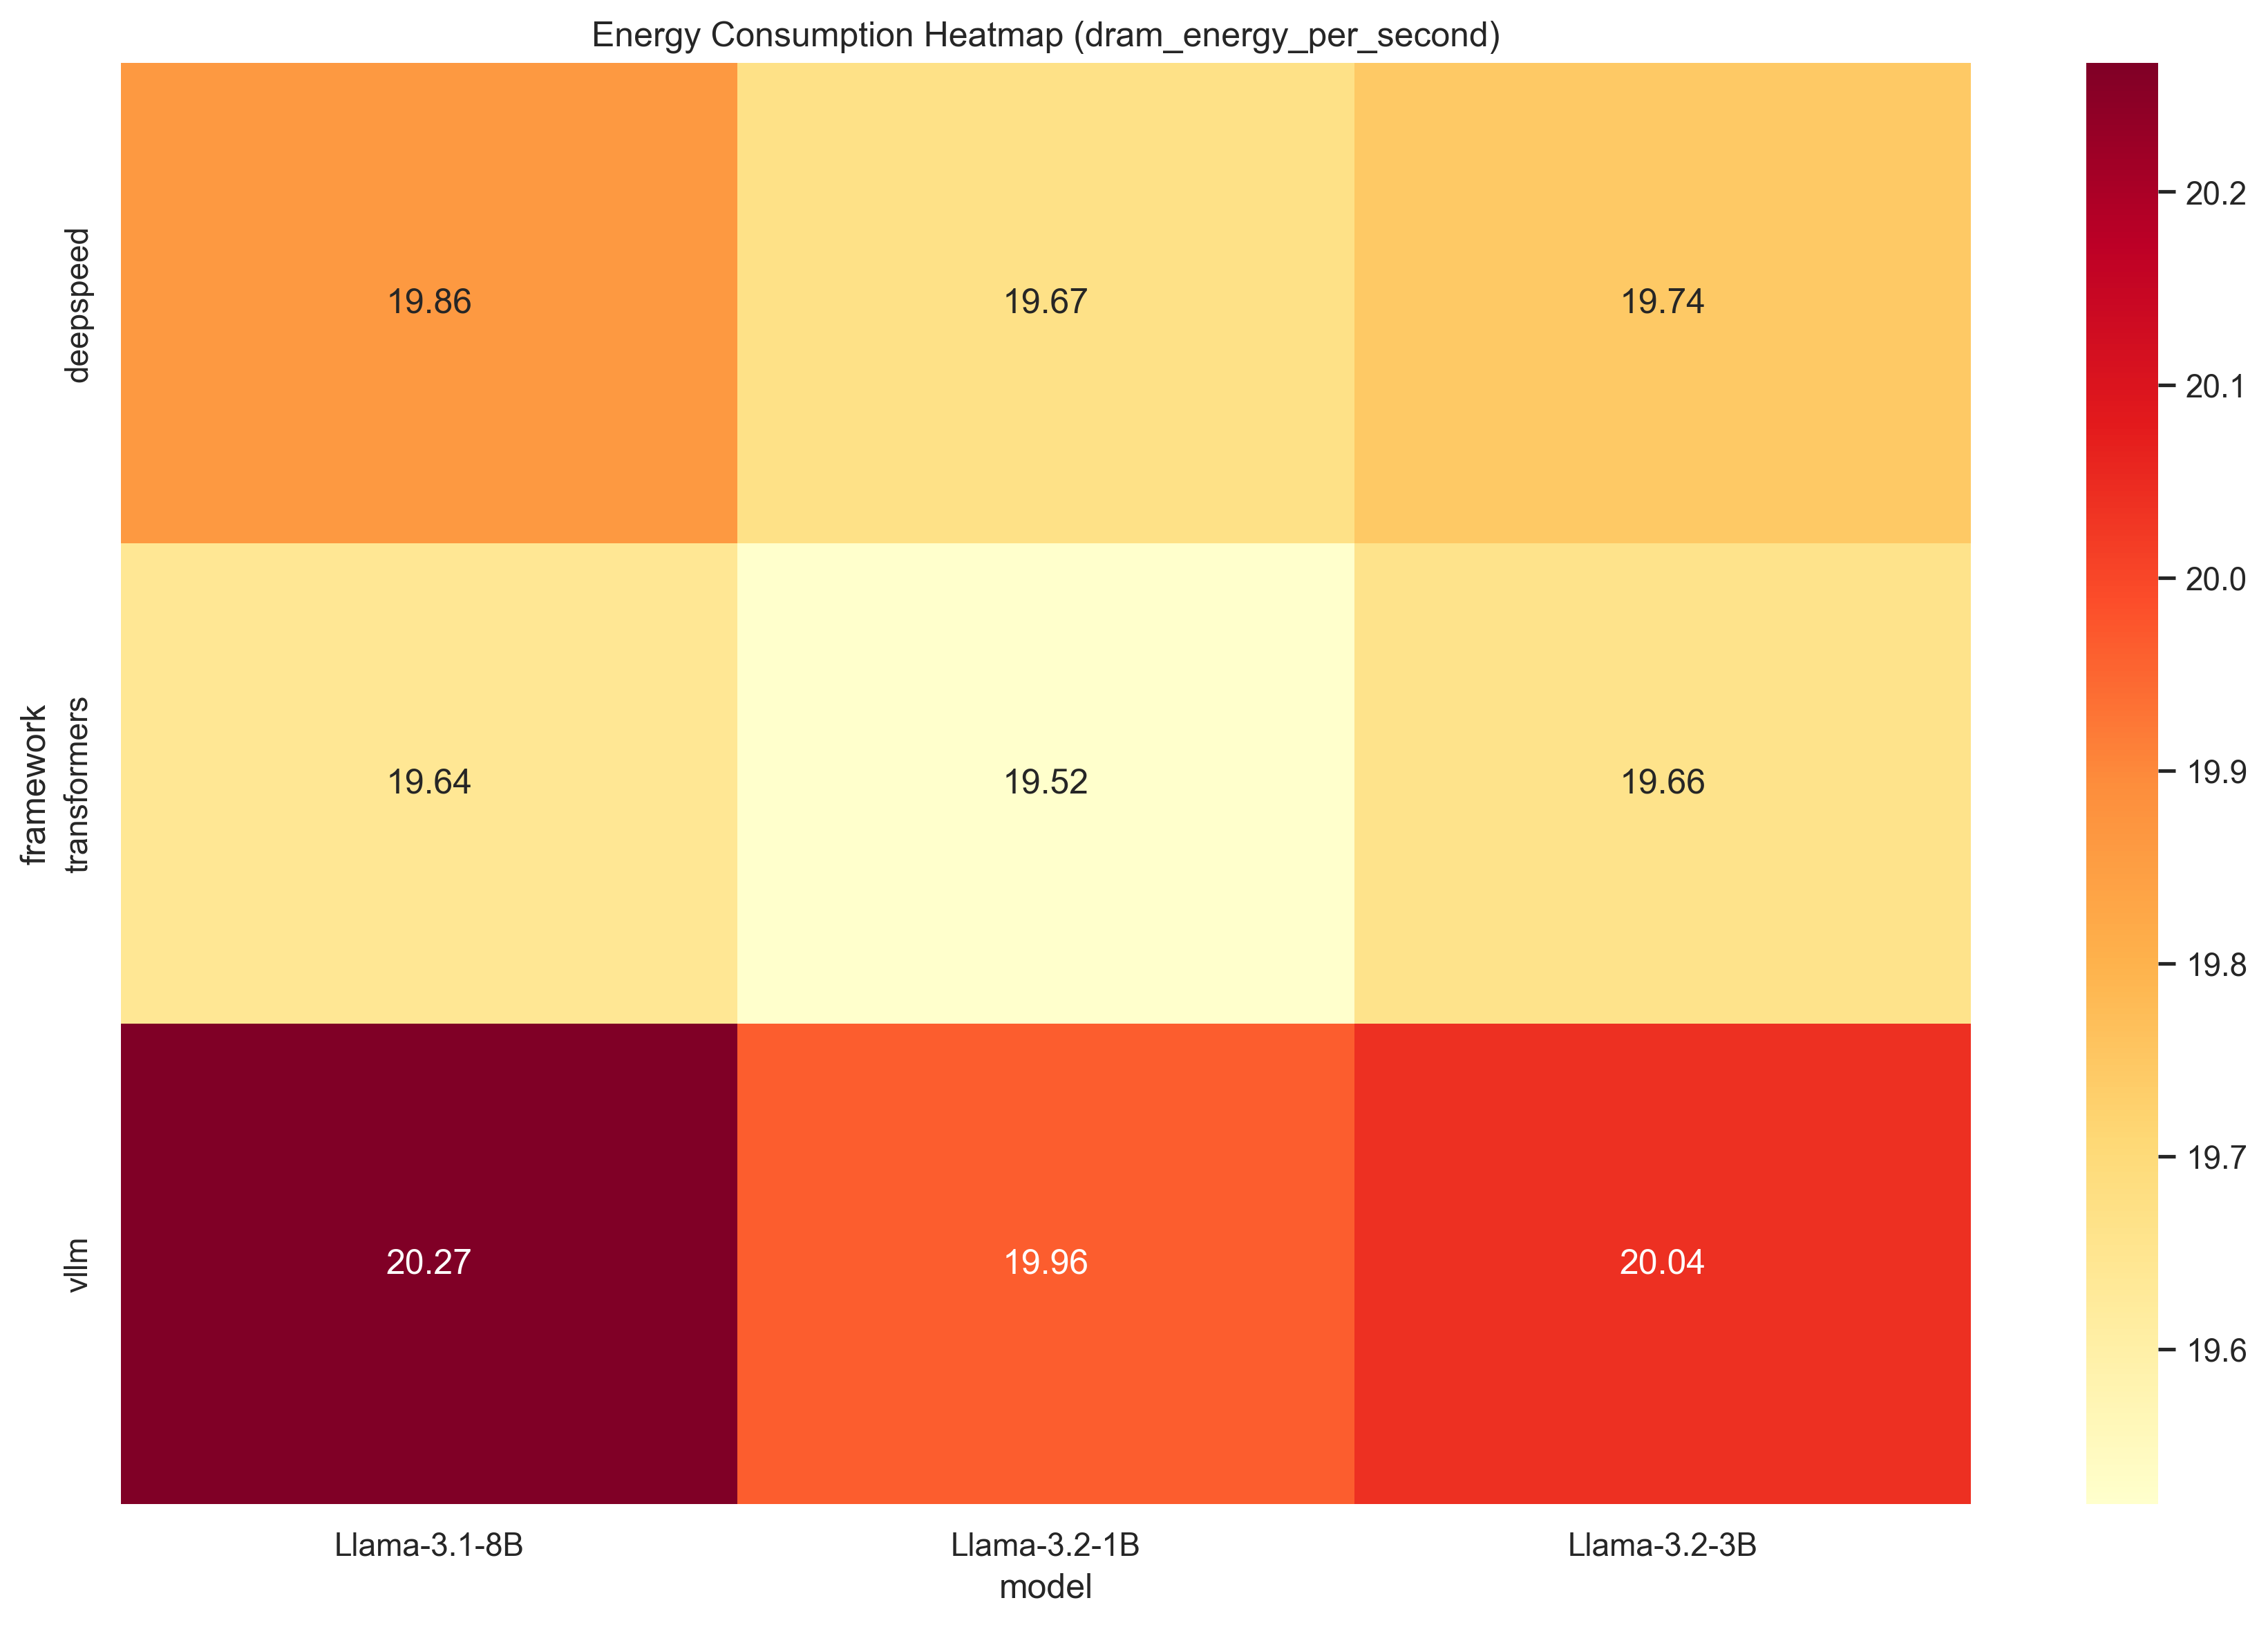 Energy Consumption Heatmap (dram_energy_per_second)
framework
deepspeed
19.86 19.67 19.74
transformers
19.64 19.52 19.66
vllm
20.27 19.96 20.04
Llama-3.1-8B Llama-3.2-1B Llama-3.2-3B
model
20.2
20.1
20.0
19.9
19.8
19.7
19.6